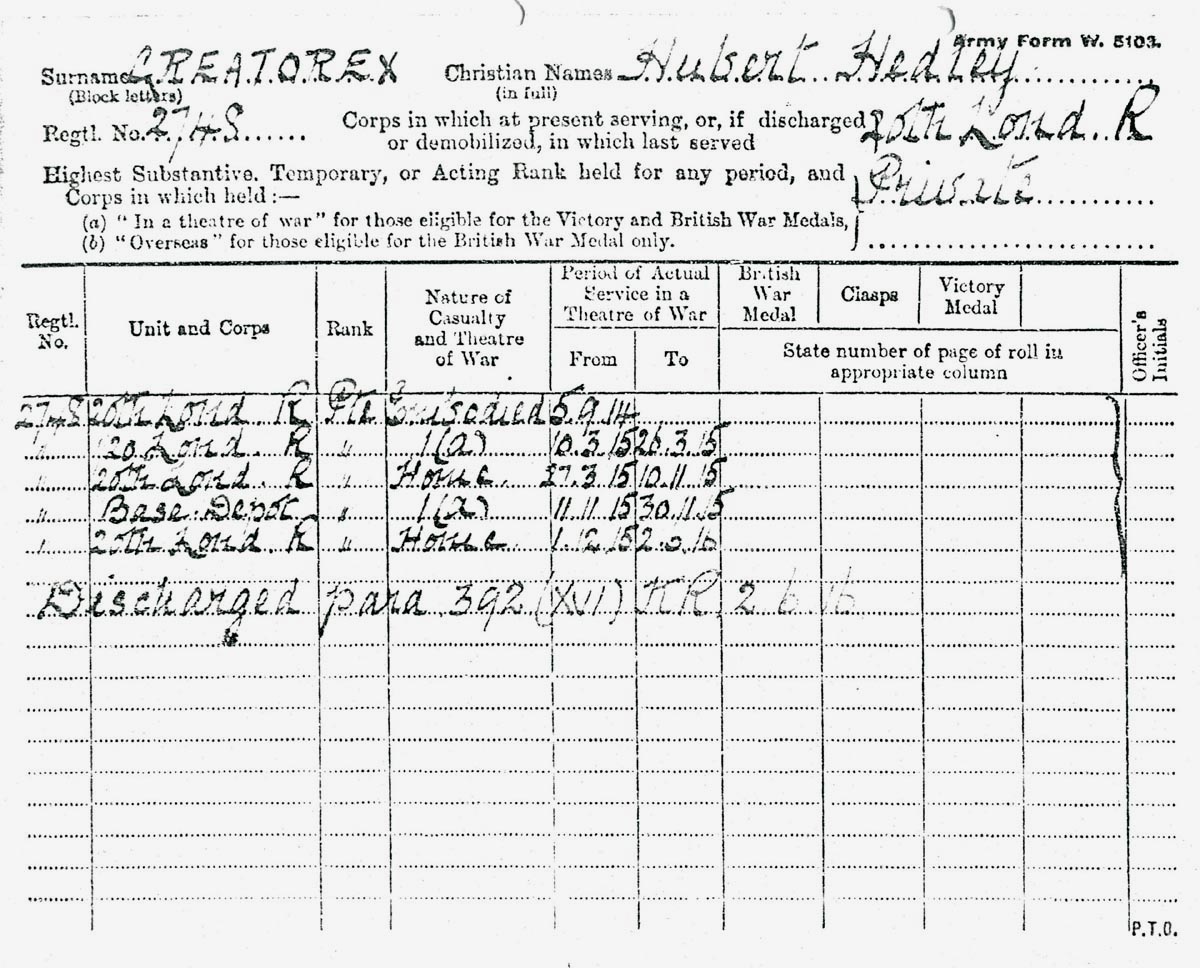 Army Form W. 5103.
Surname GREATOREX Christian Names Hubert Hedley
(Block letters) (in full)
Regtl. No. 2748 Corps in which at present serving, or, if discharged 20th Lond. R
or demobilized, in which last served
Highest Substantive, Temporary, or Acting Rank held for any period, and Private
Corps in which held :—
(a) "In a theatre of war" for those eligible for the Victory and British War Medals,
(b) "Overseas" for those eligible for the British War Medal only.
Regtl. No. Unit and Corps Rank Nature of Casualty and Theatre of War Period of Actual Service in a Theatre of War From To British War Medal Clasps Victory Medal Officer's Initials
State number of page of roll in appropriate column
2748 20th Lond. R Pte 5.9.14
" 20 Lond. R " 1(a) 10.3.15 26.3.15
" 20th Lond. R " Home 27.3.15 10.11.15
" Base Depot " 1(a) 11.11.15 30.11.15
" 20th Lond. R " Home 1.12.15
Discharged para 392 (XVI) KR 2 6 16
P.T.O.